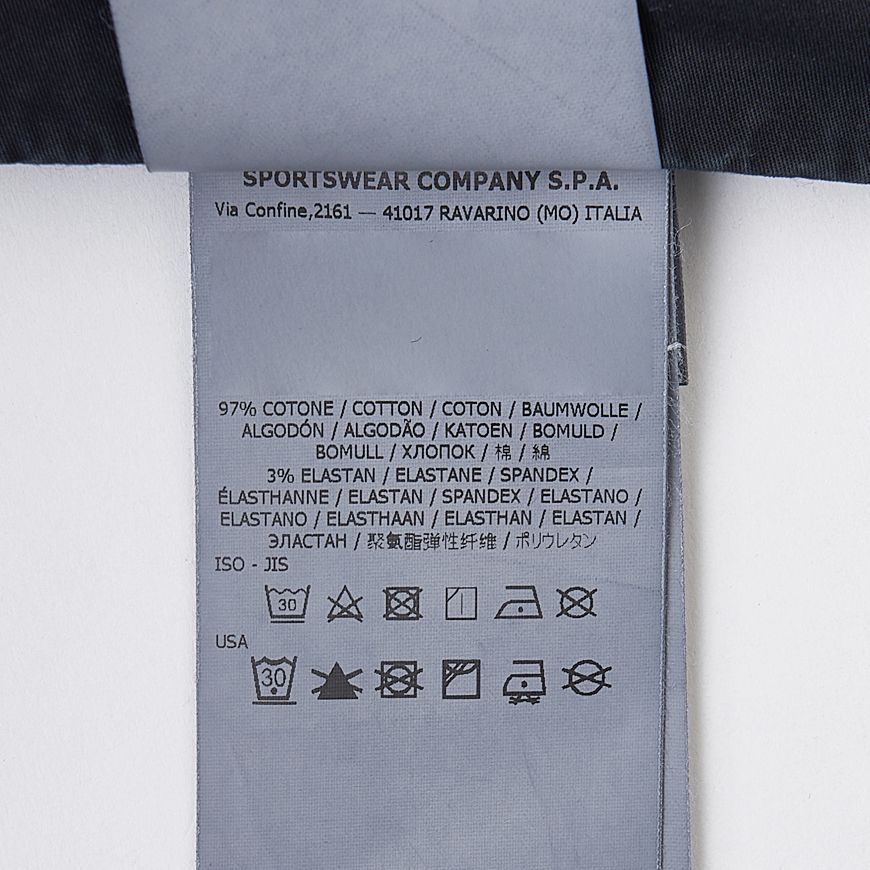 SPORTSWEAR COMPANY S.P.A.
Via Confine,2161 — 41017 RAVARINO (MO) ITALIA
97% COTONE / COTTON / COTON / BAUMWOLLE /
ALGODÓN / ALGODÃO / KATOEN / BOMULD /
BOMULL / ХЛОПОК / 棉 / 綿
3% ELASTAN / ELASTANE / SPANDEX /
ÉLASTHANNE / ELASTAN / SPANDEX / ELASTANO /
ELASTANO / ELASTHAAN / ELASTHAN / ELASTAN /
ЭЛАСТАН / 聚氨酯弹性纤维 / ポリウレタン
ISO - JIS
30
USA
30